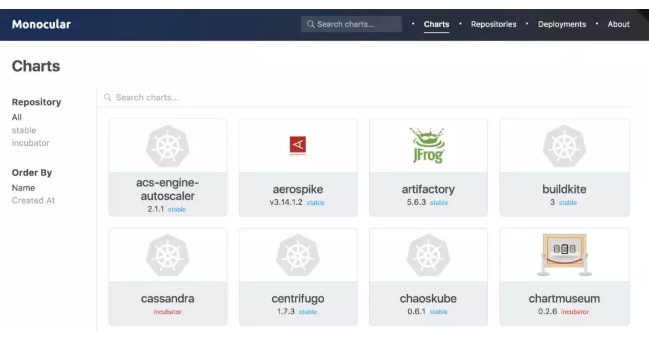 Monocular
Search charts...
Charts
Repositories
Deployments
About
Charts
Repository
All
stable
incubator
Order By
Name
Created At
Search charts...
acs-engine-
autoscaler
2.1.1 stable
aerospike
v3.14.1.2 stable
JFrog
artifactory
5.6.3 stable
buildkite
3 stable
cassandra
incubator
centrifugo
1.7.3 stable
chaoskube
0.6.1 stable
chartmuseum
0.2.6 incubator